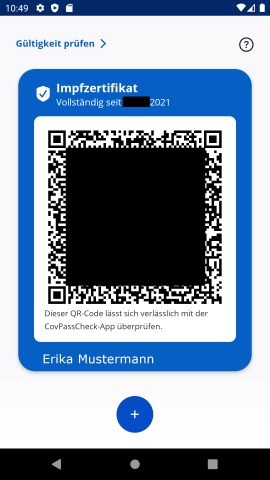 10:49
Gültigkeit prüfen
?
Impfzertifikat
Vollständig seit 2021
Dieser QR-Code lässt sich verlässlich mit der
CovPassCheck-App überprüfen.
Erika Mustermann
+